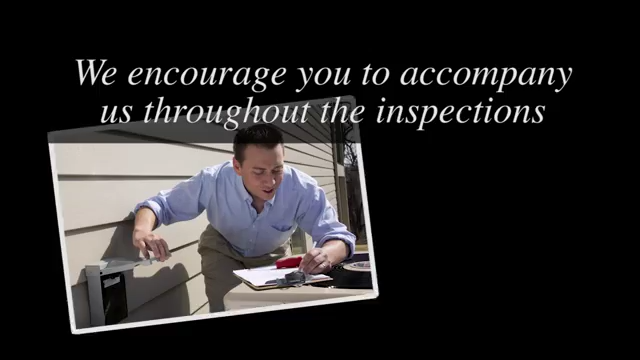 We encourage you to accompany
us throughout the inspections